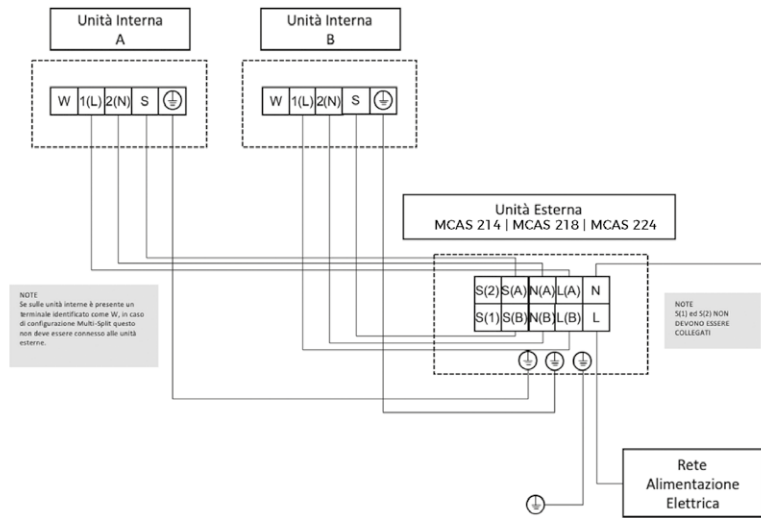 Unità Interna
A
Unità Interna
B
W 1(L) 2(N) S
W 1(L) 2(N) S
Unità Esterna
MCAS 214 | MCAS 218 | MCAS 224
S(2) S(A) N(A) L(A) N
S(1) S(B) N(B) L(B) L
NOTE
Se sulle unità interne è presente un
terminale identificato come W, in caso
di configurazione Multi-Split questo
non deve essere connesso alle unità
esterne.
NOTE
S(1) ed S(2) NON
DEVONO ESSERE
COLLEGATI
Rete
Alimentazione
Elettrica